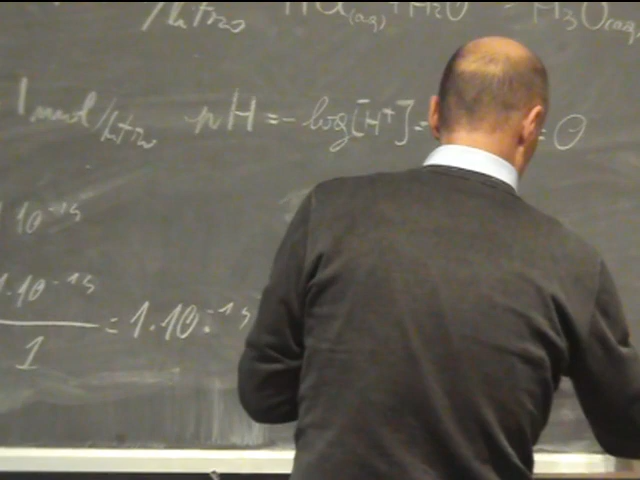 /litro HCl(aq) + H2O H3O(aq)
1 mol/litro pH = - log[H+] = = 0
10⁻¹⁴
1.10⁻¹⁴
= 1.10⁻¹⁴
1